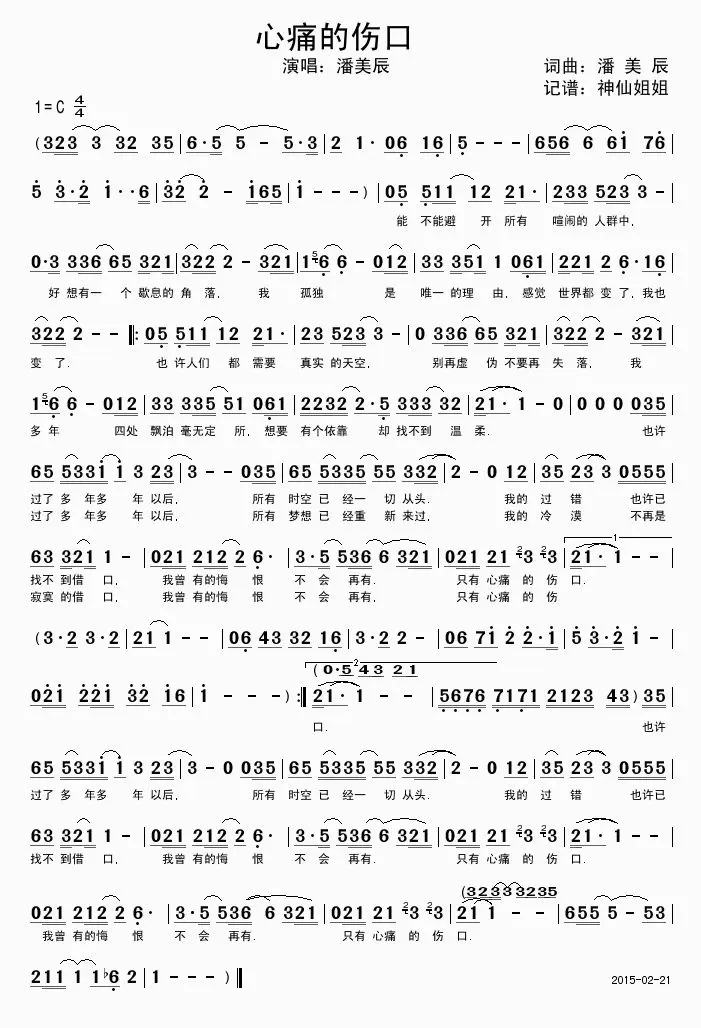 心痛的伤口
演唱：潘美辰
词曲：潘 美 辰
记谱：神仙姐姐
1=C 4/4
(323 3 32 35|6·5 5 - 5·3|2 1·06 16|5 - - -|656 6 61 76|
5 3·2 1··6|32 2 - 165|1 - - -)|05 511 12 21·|233 523 3 -|
能 不能避 开 所有 喧闹的 人群中,
0·3 336 65 321|322 2 - 321|1 56 6 - 012|33 351 1 061|221 2 6·16|
好 想有一 个 歇息的 角 落, 我 孤独 是 唯一的 理 由, 感觉 世界都 变 了, 我也
322 2 - -‖: 05 511 12 21·|23 523 3 -|0 336 65 321|322 2 - 321|
变 了. 也 许人们 都 需要 真实 的天空, 别再虚 伪 不要再 失 落, 我
1 56 6 - 012|33 335 51 061|2232 2·5 333 32|21· 1 - 0|0 0 0 035|
多 年 四处 飘泊 毫无定 所, 想要 有个依靠 却 找不到 温 柔. 也许
65 5331 1 3 23|3 - - 035|65 5335 55 332|2 - 0 12|35 23 3 0555|
过了 多 年多 年 以后, 所有 时空 已 经一 切 从头. 我的 过 错 也许已
过了 多 年多 年 以后, 所有 梦想 已 经重 新 来过, 我的 冷 漠 不再是
63 321 1 -|021 212 2 6·|3·5 536 6 321|021 21 23 23|1 21· 1 -|
找不 到借 口, 我曾 有的悔 恨 不 会 再有. 只有 心痛 的 伤 口.
寂寞 的借 口, 我曾 有的悔 恨 不 会 再有, 只有 心痛 的 伤
(3·2 3 3·2|21 1 - -|06 43 32 16|3·2 2 -|06 71 2 2·1|5 3·2 1 -|
2 (0·5 43 21
021 221 32 16|1 - - -):‖21· 1 - -|5676 7171 2123 43)35|
口. 也许
65 5331 1 3 23|3 - 0 035|65 5335 55 332|2 - 0 12|35 23 3 0555|
过了 多 年多 年 以后, 所有 时空 已 经一 切 从头. 我的 过 错 也许已
63 321 1 -|021 212 2 6·|3·5 536 6 321|021 21 23 23|21· 1 -|
找不 到借 口, 我曾 有的悔 恨 不 会 再有. 只有 心痛 的 伤 口.
(323333235
021 212 2 6·|3·5 536 6 321|021 21 23 23|21 1 - -|655 5 - 53|
我曾 有的悔 恨 不 会 再有. 只有 心痛 的 伤 口.
211 1 1♭6 2|1 - - -)‖
2015-02-21